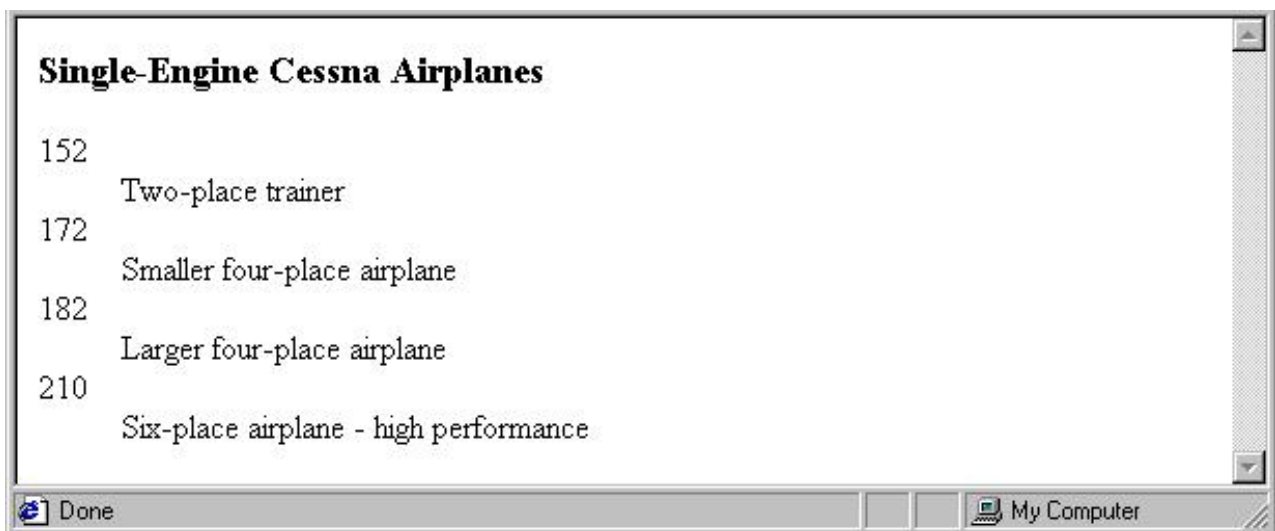 Single-Engine Cessna Airplanes
152
Two-place trainer
172
Smaller four-place airplane
182
Larger four-place airplane
210
Six-place airplane - high performance
Done
My Computer